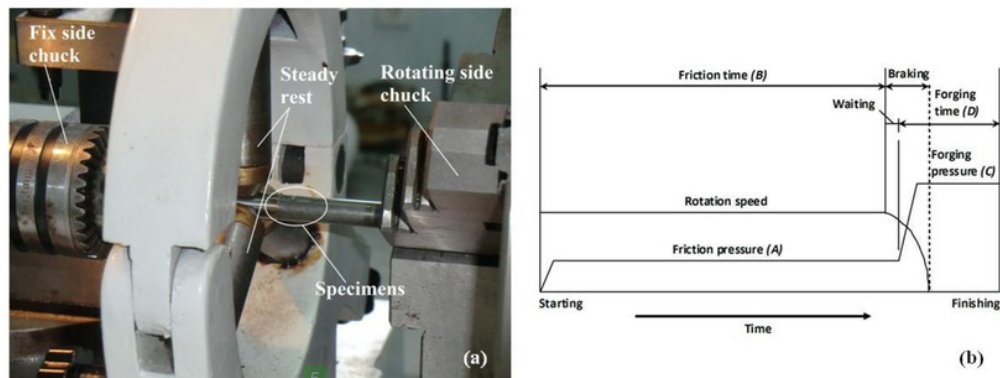 Fix side
chuck
Steady
rest
Rotating side
chuck
Specimens
(a)
Friction time (B)
Braking
Waiting
Forging
time (D)
Forging
pressure (C)
Rotation speed
Friction pressure (A)
Starting
Finishing
Time
(b)